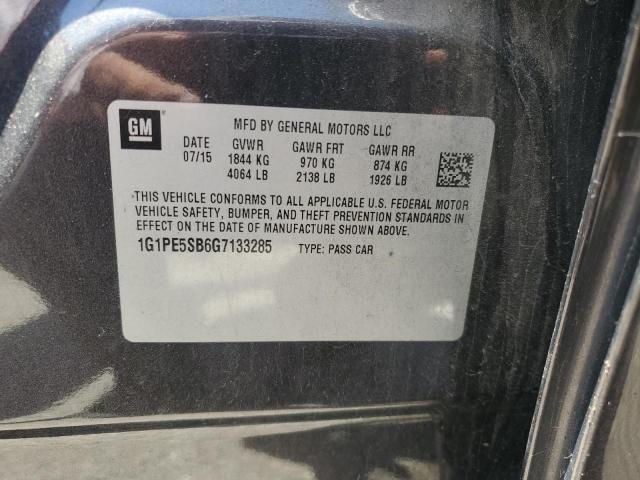 GM
MFD BY GENERAL MOTORS LLC
DATE GVWR GAWR FRT GAWR RR
07/15 1844 KG 970 KG 874 KG
4064 LB 2138 LB 1926 LB
THIS VEHICLE CONFORMS TO ALL APPLICABLE U.S. FEDERAL MOTOR
VEHICLE SAFETY, BUMPER, AND THEFT PREVENTION STANDARDS IN
EFFECT ON THE DATE OF MANUFACTURE SHOWN ABOVE.
1G1PE5SB6G7133285 TYPE: PASS CAR